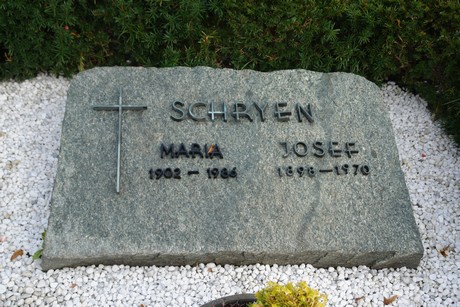 SCHRYEN
MARIA JOSEF
1902 – 1984 1898 – 1970